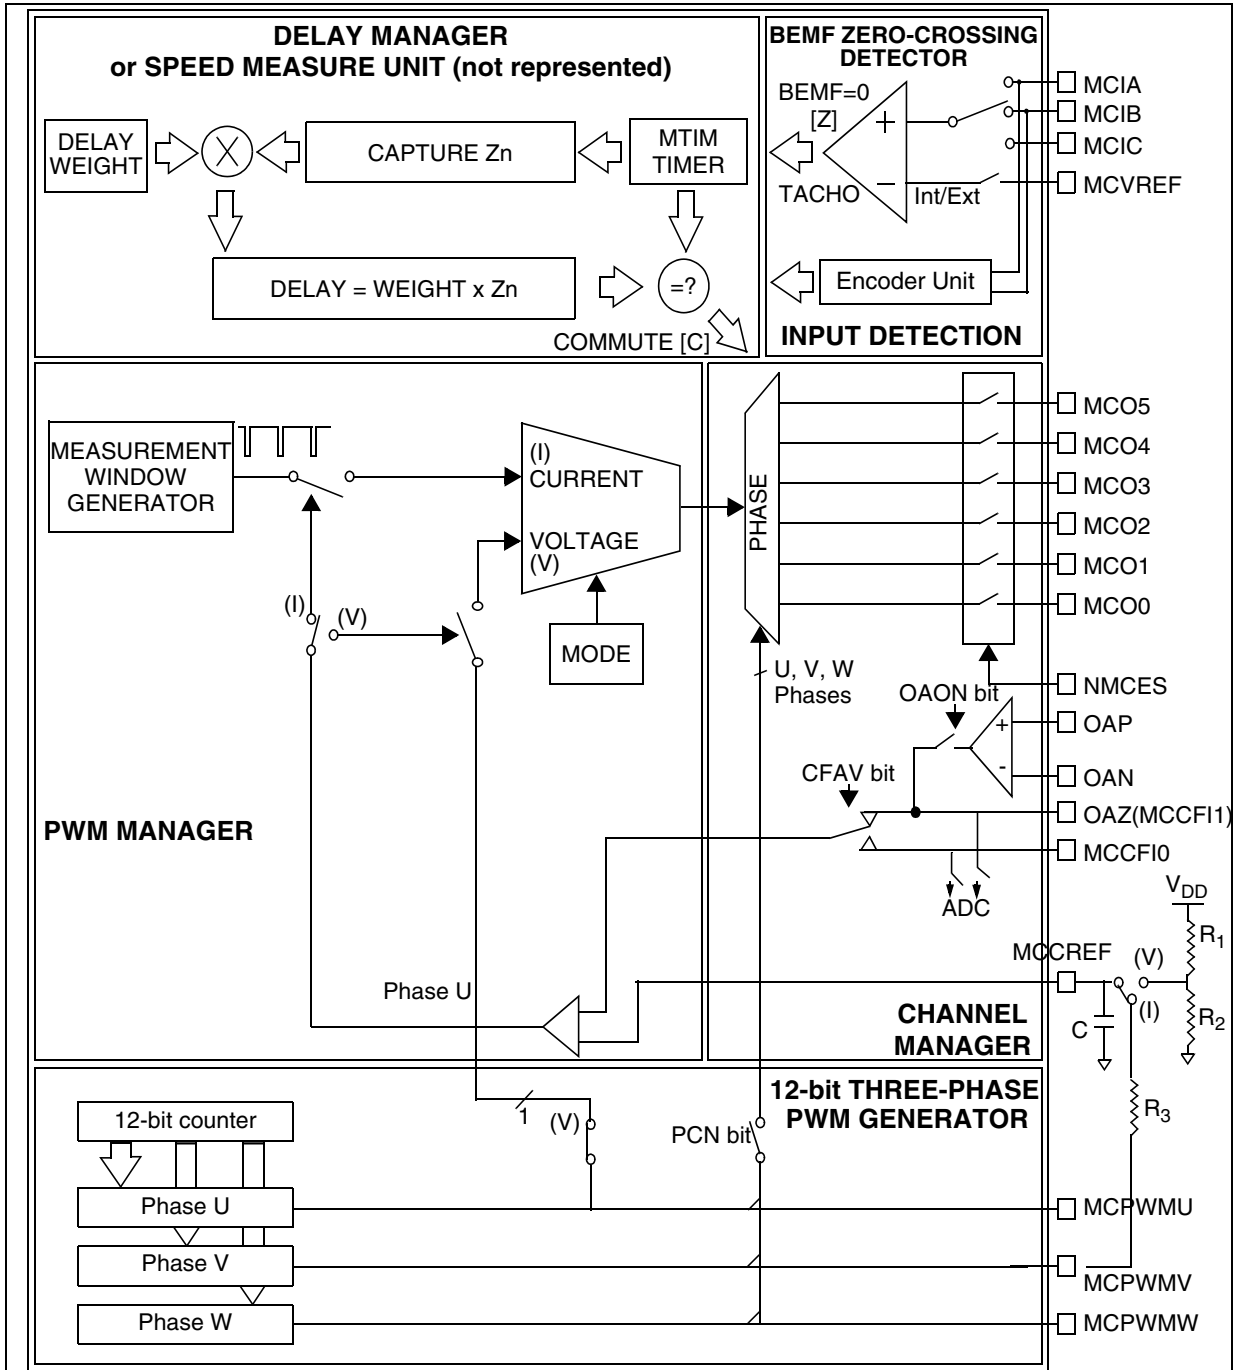 DELAY MANAGER
or SPEED MEASURE UNIT (not represented)
DELAY
WEIGHT
X
CAPTURE Zn
MTIM
TIMER
DELAY = WEIGHT x Zn
=?
COMMUTE [C]
BEMF ZERO-CROSSING
DETECTOR
BEMF=0
[Z]
+
−
TACHO
Int/Ext
Encoder Unit
INPUT DETECTION
MCIA
MCIB
MCIC
MCVREF
MEASUREMENT
WINDOW
GENERATOR
(I)
CURRENT
VOLTAGE
(V)
(I)
(V)
MODE
PWM MANAGER
Phase U
PHASE
U, V, W
Phases
OAON bit
+
-
CFAV bit
ADC
CHANNEL
MANAGER
MCO5
MCO4
MCO3
MCO2
MCO1
MCO0
NMCES
OAP
OAN
OAZ(MCCFI1)
MCCFI0
VDD
R1
MCCREF
(V)
(I)
C
R2
R3
12-bit THREE-PHASE
PWM GENERATOR
12-bit counter
1
(V)
PCN bit
Phase U
Phase V
Phase W
MCPWMU
MCPWMV
MCPWMW